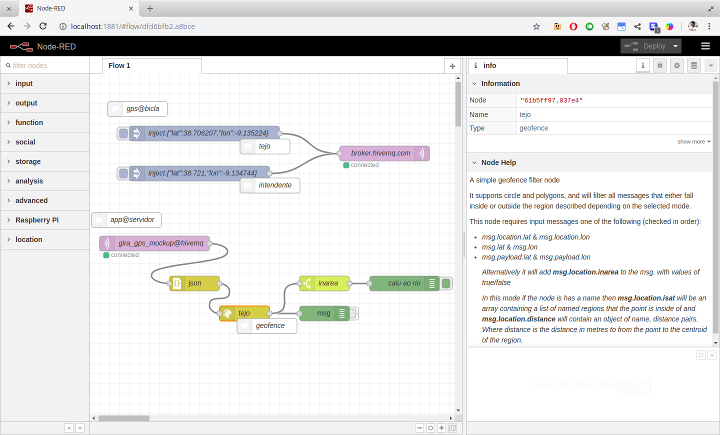 Node-RED
localhost:1881/#flow/dfd6bfb2.a8bce
Node-RED
Deploy
filter nodes
input
output
function
social
storage
analysis
advanced
Raspberry Pi
location
Flow 1
gps@bicla
inject:{"lat":38.706207,"lon":-9.135224}
tejo
broker.hivemq.com
connected
inject:{"lat":38.721,"lon":-9.134744}
intendente
app@servidor
gira_gps_mockup@hivemq
connected
json
inarea
caiu ao rio
tejo
msg
geofence
info
i
Information
Node "61b5ff97.037e4"
Name tejo
Type geofence
show more
Node Help
A simple geofence filter node
It supports circle and polygons, and will filter all messages that either fall
inside or outside the region described depending on the selected mode.
This node requires input messages one of the following (checked in order):
• msg.location.lat & msg.location.lon
• msg.lat & msg.lon
• msg.payload.lat & msg.payload.lon
Alternatively it will add msg.location.inarea to the msg. with values of
true/false
In this mode if the node has a name then msg.location.isat will be an
array containing a list of named regions that the point is inside of and
msg.location.distance will contain an object of name, distance pairs.
Where distance is the distance in metres to from the point to the centroid
of the region.